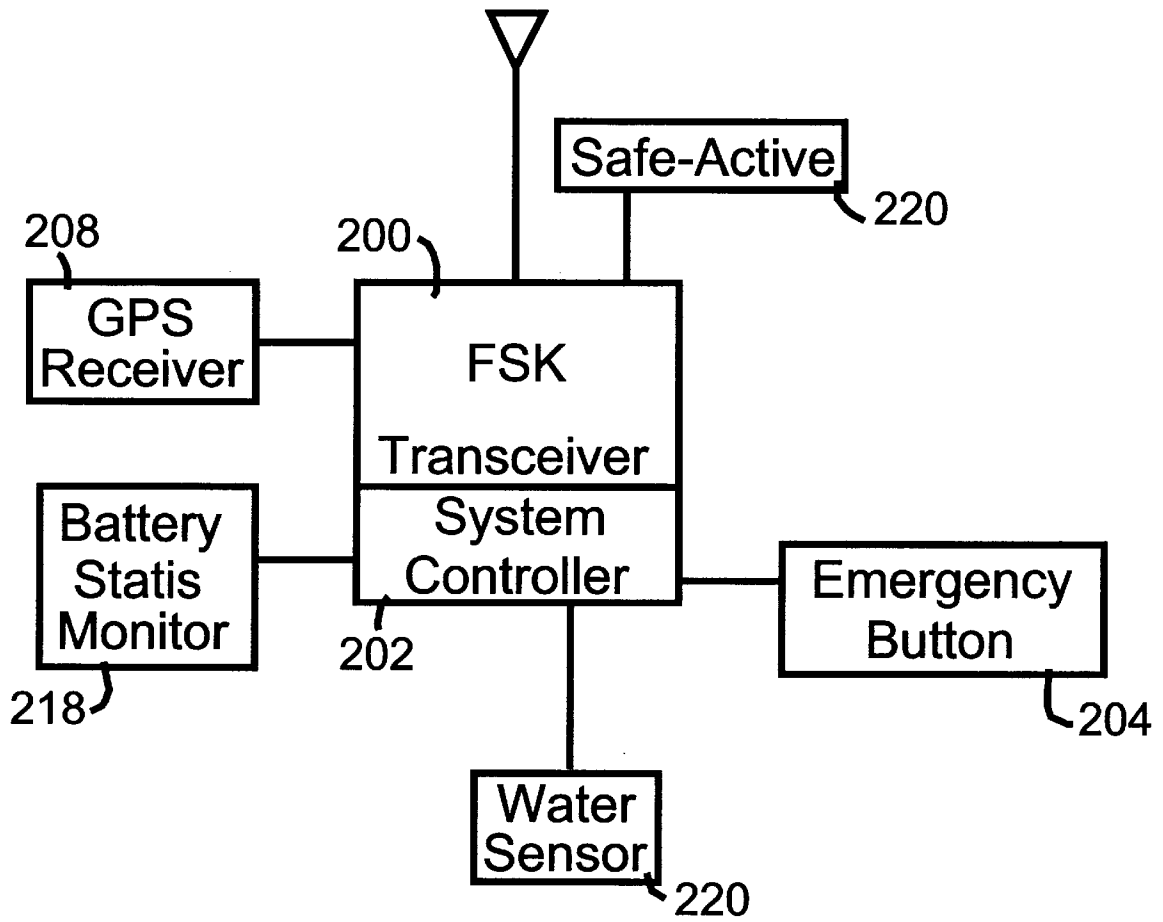 Safe-Active
220
208
200
GPS
Receiver
FSK
Transceiver
System
Controller
202
Battery
Statis
Monitor
218
Emergency
Button
204
Water
Sensor
220